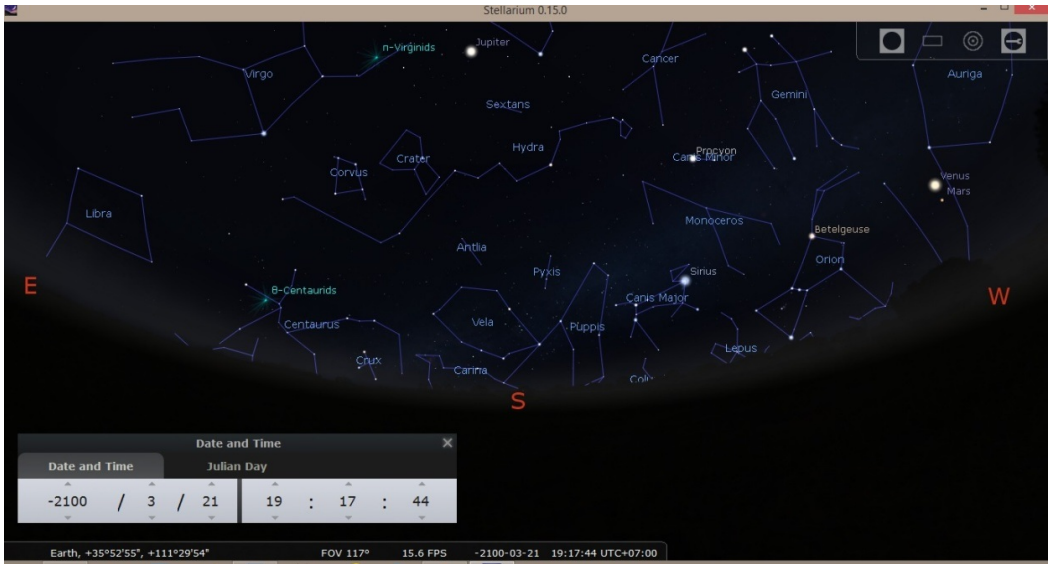 Stellarium 0.15.0
η-Virginids
Jupiter
Virgo
Cancer
Auriga
Gemini
Sextans
Hydra
Procyon
Canis Minor
Crater
Corvus
Venus
Mars
Libra
Monoceros
Betelgeuse
Antlia
Orion
Pyxis
Sirius
E
θ-Centaurids
Canis Major
W
Centaurus
Vela
Puppis
Lepus
Crux
Carina
Colu
S
Date and Time
Date and Time Julian Day
-2100 / 3 / 21 19 : 17 : 44
Earth, +35°52'55", +111°29'54" FOV 117° 15.6 FPS -2100-03-21 19:17:44 UTC+07:00